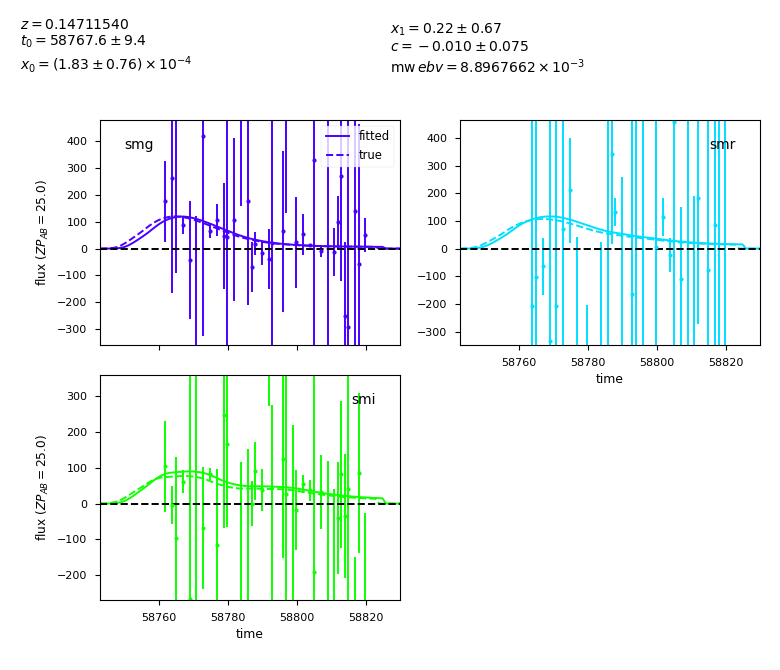 z = 0.14711540
t₀ = 58767.6 ± 9.4
x₀ = (1.83 ± 0.76) × 10⁻⁴
x₁ = 0.22 ± 0.67
c = −0.010 ± 0.075
mw ebv = 8.8967662 × 10⁻³
smg
fitted
true
400
300
200
100
0
−100
−200
−300
flux (ZP_AB = 25.0)
smr
400
300
200
100
0
−100
−200
−300
58760 58780 58800 58820
time
smi
300
200
100
0
−100
−200
flux (ZP_AB = 25.0)
58760 58780 58800 58820
time